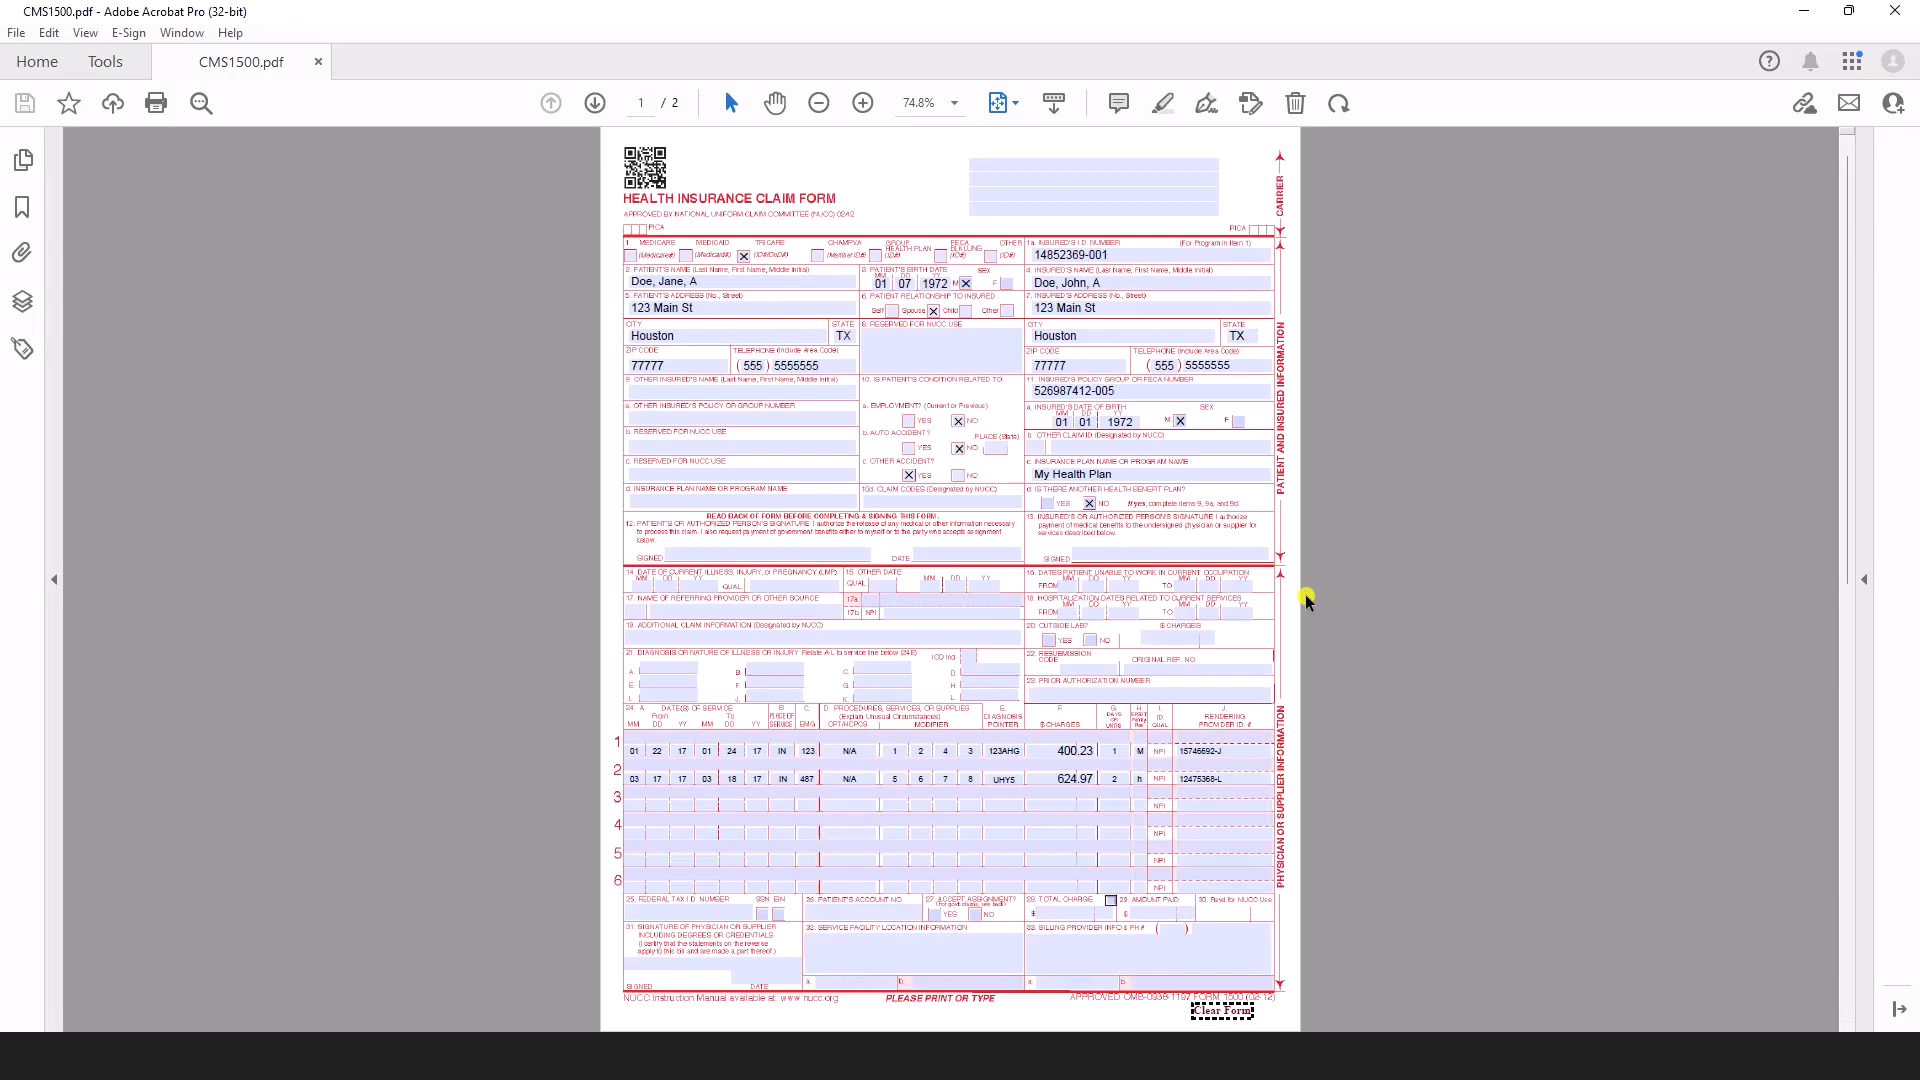 CMS1500.pdf - Adobe Acrobat Pro (32-bit)
File Edit View E-Sign Window Help
Home Tools CMS1500.pdf
1 / 2 74.8%
HEALTH INSURANCE CLAIM FORM
APPROVED BY NATIONAL UNIFORM CLAIM COMMITTEE (NUCC) 02/12
PICA PICA
CARRIER
1. MEDICARE MEDICAID TRICARE CHAMPVA GROUP HEALTH PLAN FECA BLK LUNG OTHER 1a. INSURED'S I.D. NUMBER (For Program in Item 1)
(Medicare#) (Medicaid#) (ID#/DoD#) (Member ID#) (ID#) (ID#) (ID#) 14852369-001
2. PATIENT'S NAME (Last Name, First Name, Middle Initial) 3. PATIENT'S BIRTH DATE SEX 4. INSURED'S NAME (Last Name, First Name, Middle Initial)
MM DD YY
Doe, Jane, A 01 07 1972 M X F Doe, John, A
5. PATIENT'S ADDRESS (No., Street) 6. PATIENT RELATIONSHIP TO INSURED 7. INSURED'S ADDRESS (No., Street)
123 Main St Self Spouse X Child Other 123 Main St
CITY STATE 8. RESERVED FOR NUCC USE CITY STATE
Houston TX Houston TX
ZIP CODE TELEPHONE (Include Area Code) ZIP CODE TELEPHONE (Include Area Code)
77777 ( 555 ) 5555555 77777 ( 555 ) 5555555
9. OTHER INSURED'S NAME (Last Name, First Name, Middle Initial) 10. IS PATIENT'S CONDITION RELATED TO: 11. INSURED'S POLICY GROUP OR FECA NUMBER
526987412-005
a. OTHER INSURED'S POLICY OR GROUP NUMBER a. EMPLOYMENT? (Current or Previous) a. INSURED'S DATE OF BIRTH SEX
MM DD YY
YES X NO 01 01 1972 M X F
b. RESERVED FOR NUCC USE b. AUTO ACCIDENT? PLACE (State) b. OTHER CLAIM ID (Designated by NUCC)
YES X NO
c. RESERVED FOR NUCC USE c. OTHER ACCIDENT? c. INSURANCE PLAN NAME OR PROGRAM NAME
X YES NO My Health Plan
d. INSURANCE PLAN NAME OR PROGRAM NAME 10d. CLAIM CODES (Designated by NUCC) d. IS THERE ANOTHER HEALTH BENEFIT PLAN?
YES X NO If yes, complete items 9, 9a, and 9d.
PATIENT AND INSURED INFORMATION
READ BACK OF FORM BEFORE COMPLETING & SIGNING THIS FORM.
12. PATIENT'S OR AUTHORIZED PERSON'S SIGNATURE I authorize the release of any medical or other information necessary
to process this claim. I also request payment of government benefits either to myself or to the party who accepts assignment
below.
SIGNED DATE
13. INSURED'S OR AUTHORIZED PERSON'S SIGNATURE I authorize
payment of medical benefits to the undersigned physician or supplier for
services described below.
SIGNED
14. DATE OF CURRENT ILLNESS, INJURY, or PREGNANCY (LMP) 15. OTHER DATE 16. DATES PATIENT UNABLE TO WORK IN CURRENT OCCUPATION
MM DD YY QUAL. QUAL. MM DD YY FROM MM DD YY TO MM DD YY
17. NAME OF REFERRING PROVIDER OR OTHER SOURCE 17a. 18. HOSPITALIZATION DATES RELATED TO CURRENT SERVICES
17b. NPI FROM MM DD YY TO MM DD YY
19. ADDITIONAL CLAIM INFORMATION (Designated by NUCC) 20. OUTSIDE LAB? $ CHARGES
YES NO
21. DIAGNOSIS OR NATURE OF ILLNESS OR INJURY Relate A-L to service line below (24E) ICD Ind. 22. RESUBMISSION CODE ORIGINAL REF. NO.
A. B. C. D.
E. F. G. H. 23. PRIOR AUTHORIZATION NUMBER
I. J. K. L.
24. A. DATE(S) OF SERVICE B. C. D. PROCEDURES, SERVICES, OR SUPPLIES E. F. G. H. I. J.
From To PLACE OF (Explain Unusual Circumstances) DIAGNOSIS DAYS OR EPSDT Family ID. RENDERING
MM DD YY MM DD YY SERVICE EMG CPT/HCPCS MODIFIER POINTER $ CHARGES UNITS Plan QUAL. PROVIDER ID. #
1 01 22 17 01 24 17 IN 123 N/A 1 2 4 3 123AHG 400.23 1 M NPI 15746692-J
2 03 17 17 03 18 17 IN 487 N/A 5 6 7 8 UHY5 624.97 2 h NPI 12475368-L
3 NPI
4 NPI
5 NPI
6 NPI
PHYSICIAN OR SUPPLIER INFORMATION
25. FEDERAL TAX I.D. NUMBER SSN EIN 26. PATIENT'S ACCOUNT NO. 27. ACCEPT ASSIGNMENT? 28. TOTAL CHARGE 29. AMOUNT PAID 30. Rsvd. for NUCC Use
(For govt. claims, see back)
YES NO $ $
31. SIGNATURE OF PHYSICIAN OR SUPPLIER 32. SERVICE FACILITY LOCATION INFORMATION 33. BILLING PROVIDER INFO & PH # ( )
INCLUDING DEGREES OR CREDENTIALS
(I certify that the statements on the reverse
apply to this bill and are made a part thereof.)
SIGNED DATE a. b. a. b.
NUCC Instruction Manual available at: www.nucc.org PLEASE PRINT OR TYPE APPROVED OMB-0938-1197 FORM 1500 (02-12)
Clear Form